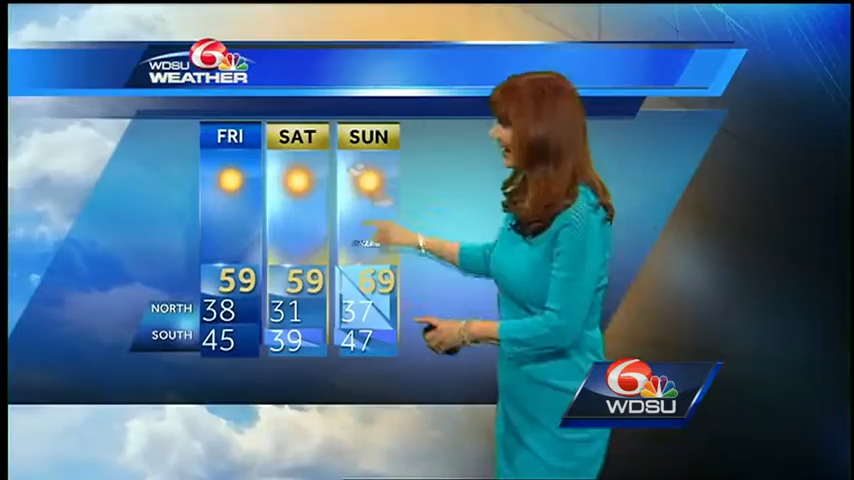 6
WDSU
WEATHER
FRI SAT SUN
59 59 69
NORTH 38 31 37
SOUTH 45 39 47
6
WDSU